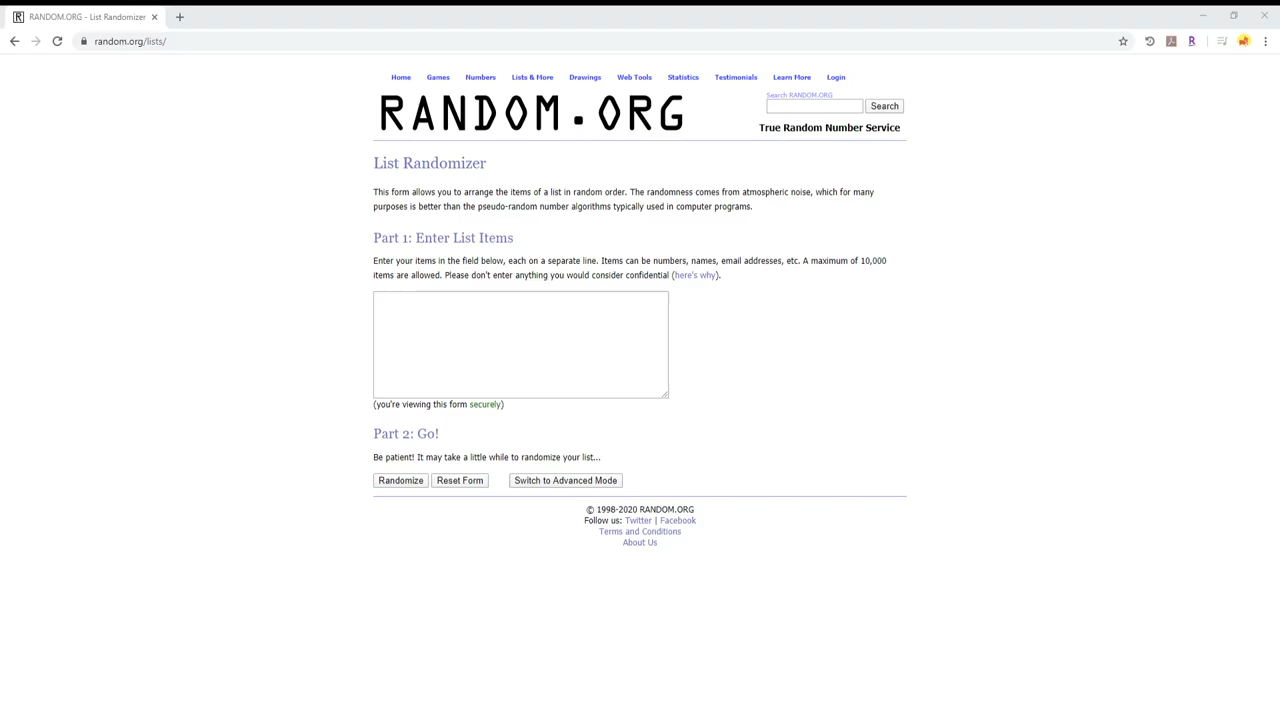 RANDOM.ORG - List Randomizer
random.org/lists/
Home Games Numbers Lists & More Drawings Web Tools Statistics Testimonials Learn More Login
RANDOM.ORG
Search RANDOM.ORG
Search
True Random Number Service
List Randomizer
This form allows you to arrange the items of a list in random order. The randomness comes from atmospheric noise, which for many
purposes is better than the pseudo-random number algorithms typically used in computer programs.
Part 1: Enter List Items
Enter your items in the field below, each on a separate line. Items can be numbers, names, email addresses, etc. A maximum of 10,000
items are allowed. Please don't enter anything you would consider confidential (here's why).
(you're viewing this form securely)
Part 2: Go!
Be patient! It may take a little while to randomize your list...
Randomize Reset Form Switch to Advanced Mode
© 1998-2020 RANDOM.ORG
Follow us: Twitter | Facebook
Terms and Conditions
About Us